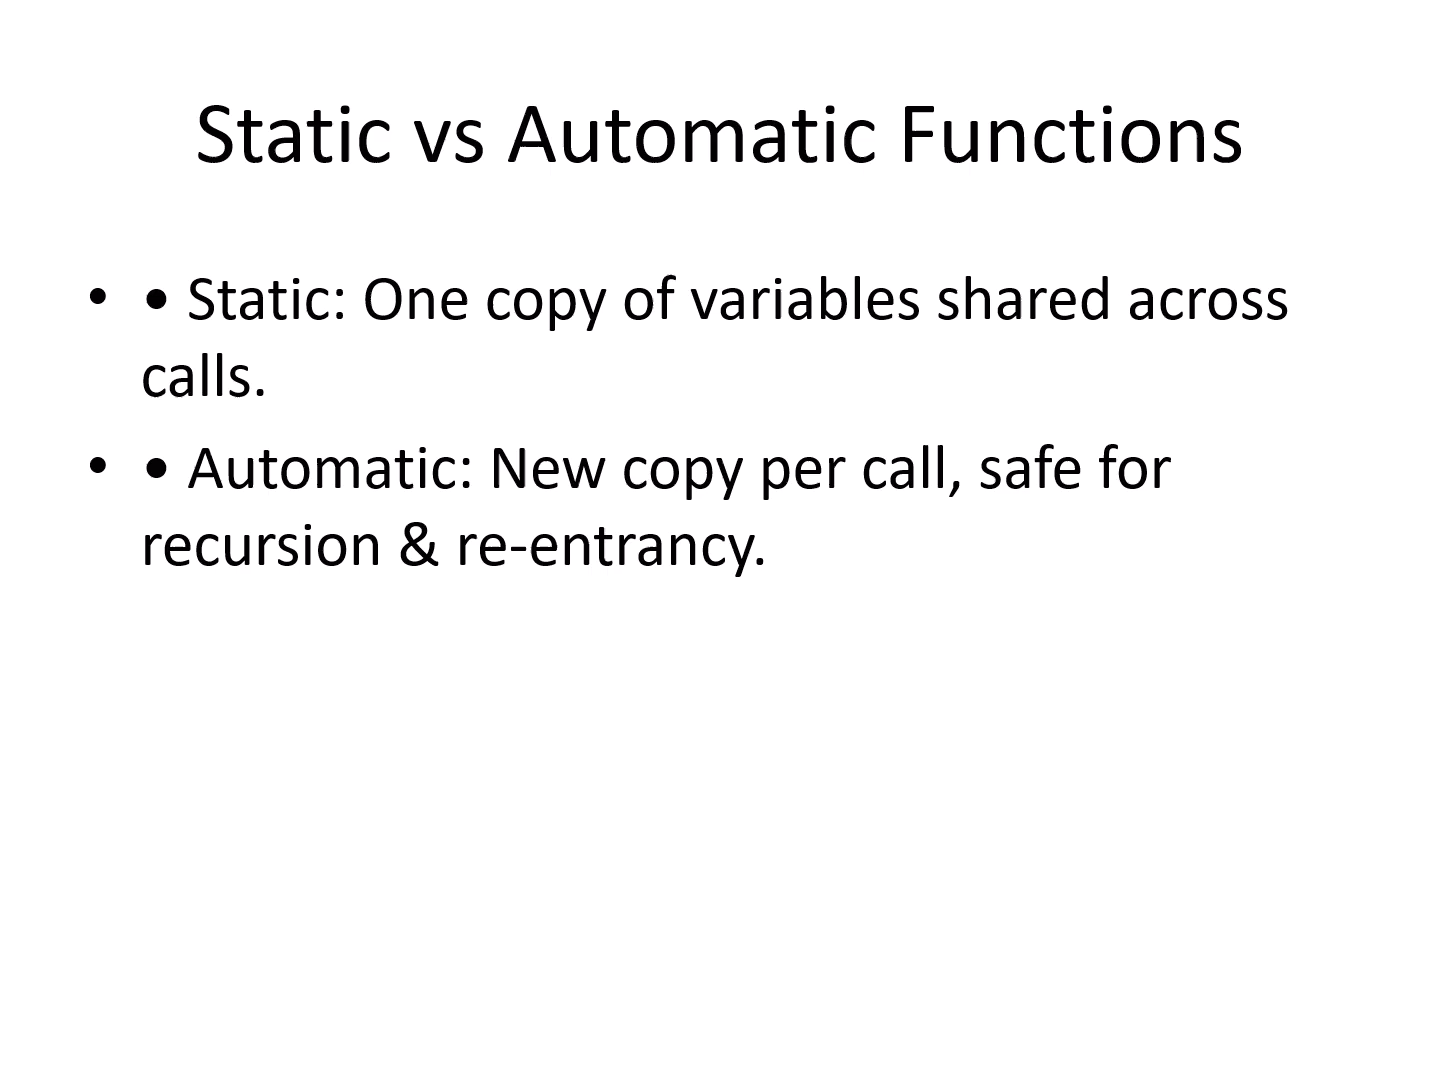 Static vs Automatic Functions
• • Static: One copy of variables shared across
calls.
• • Automatic: New copy per call, safe for
recursion & re-entrancy.